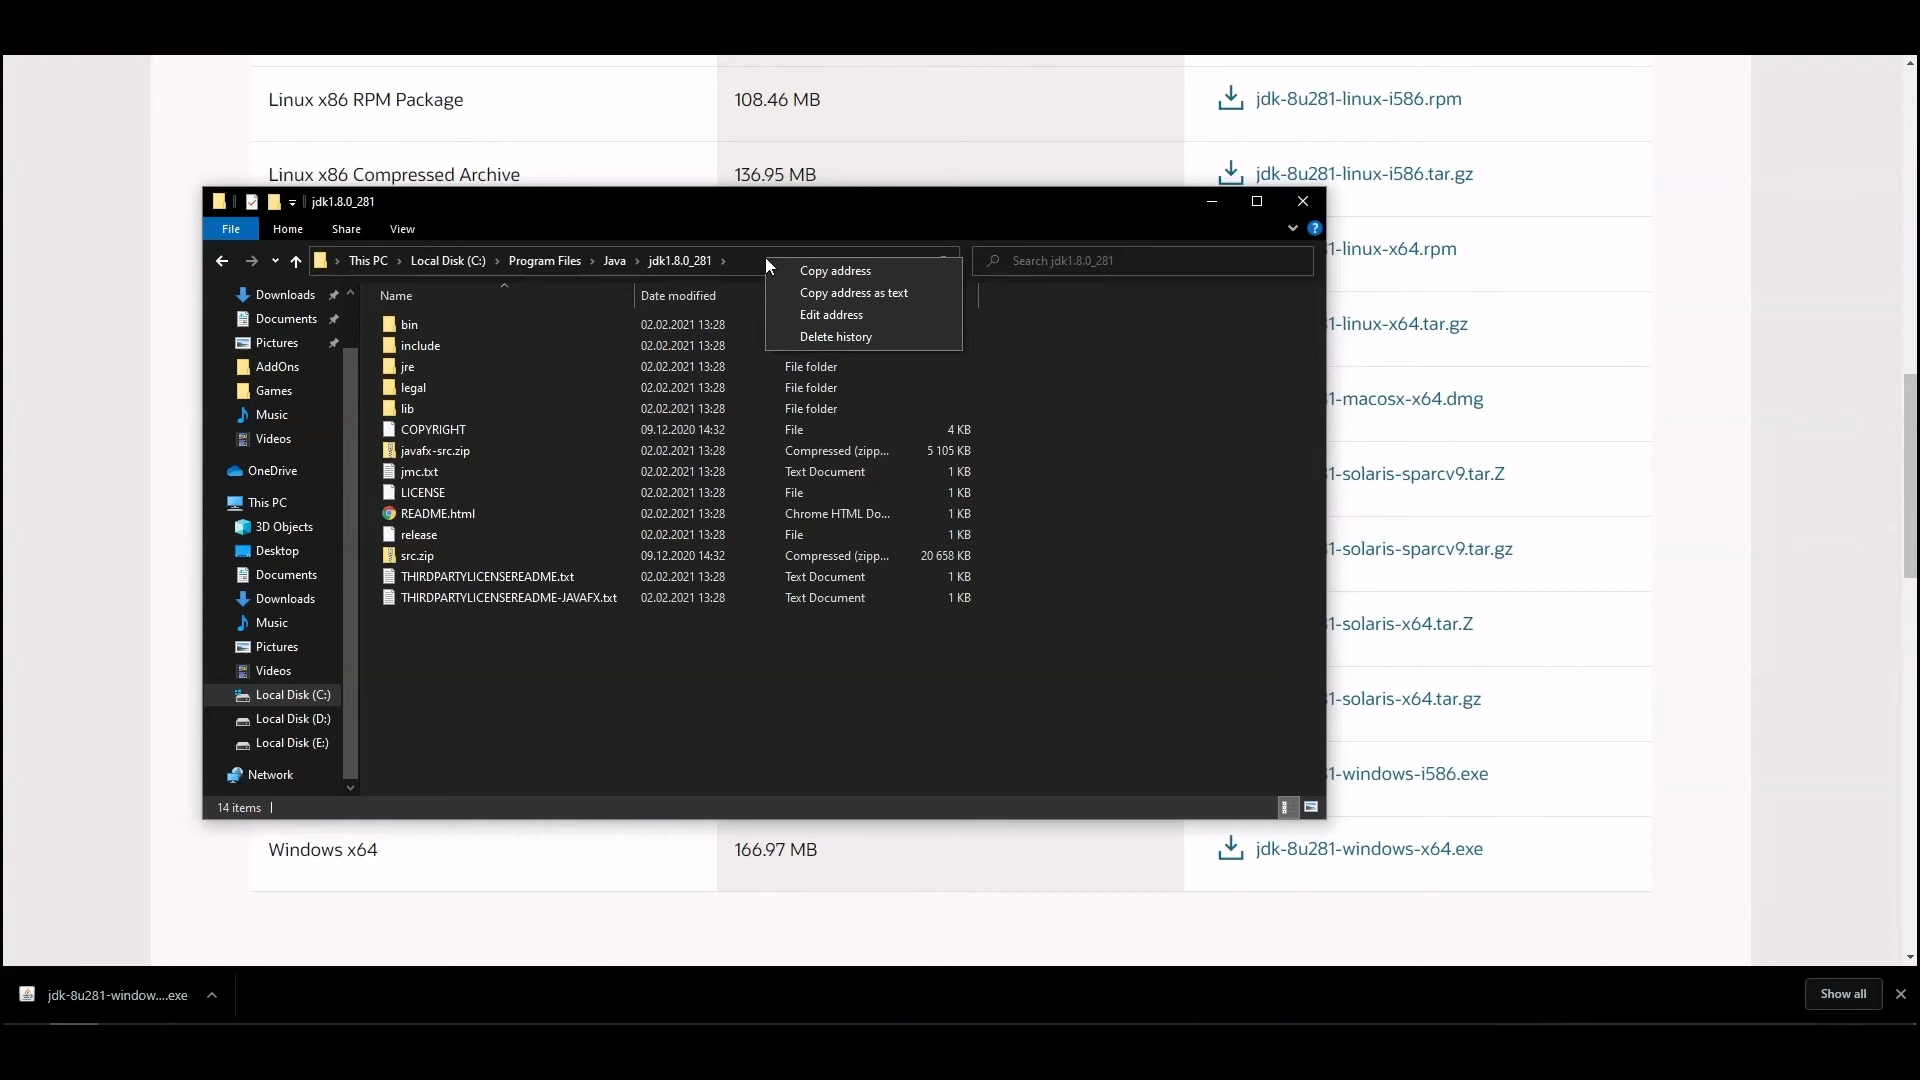 Linux x86 RPM Package 108.46 MB jdk-8u281-linux-i586.rpm
Linux x86 Compressed Archive 136.95 MB jdk-8u281-linux-i586.tar.gz
jdk1.8.0_281
File Home Share View ?
This PC Local Disk (C:) Program Files Java jdk1.8.0_281 Search jdk1.8.0_281
Copy address
Copy address as text
Edit address
Delete history
Downloads
Documents
Pictures
AddOns
Games
Music
Videos
OneDrive
This PC
3D Objects
Desktop
Documents
Downloads
Music
Pictures
Videos
Local Disk (C:)
Local Disk (D:)
Local Disk (E:)
Network
Name Date modified
bin 02.02.2021 13:28
include 02.02.2021 13:28
jre 02.02.2021 13:28 File folder
legal 02.02.2021 13:28 File folder
lib 02.02.2021 13:28 File folder
COPYRIGHT 09.12.2020 14:32 File 4 KB
javafx-src.zip 02.02.2021 13:28 Compressed (zipp... 5 105 KB
jmc.txt 02.02.2021 13:28 Text Document 1 KB
LICENSE 02.02.2021 13:28 File 1 KB
README.html 02.02.2021 13:28 Chrome HTML Do... 1 KB
release 02.02.2021 13:28 File 1 KB
src.zip 09.12.2020 14:32 Compressed (zipp... 20 658 KB
THIRDPARTYLICENSEREADME.txt 02.02.2021 13:28 Text Document 1 KB
THIRDPARTYLICENSEREADME-JAVAFX.txt 02.02.2021 13:28 Text Document 1 KB
14 items
1-linux-x64.rpm
1-linux-x64.tar.gz
1-macosx-x64.dmg
1-solaris-sparcv9.tar.Z
1-solaris-sparcv9.tar.gz
1-solaris-x64.tar.Z
1-solaris-x64.tar.gz
1-windows-i586.exe
Windows x64 166.97 MB jdk-8u281-windows-x64.exe
jdk-8u281-window....exe Show all